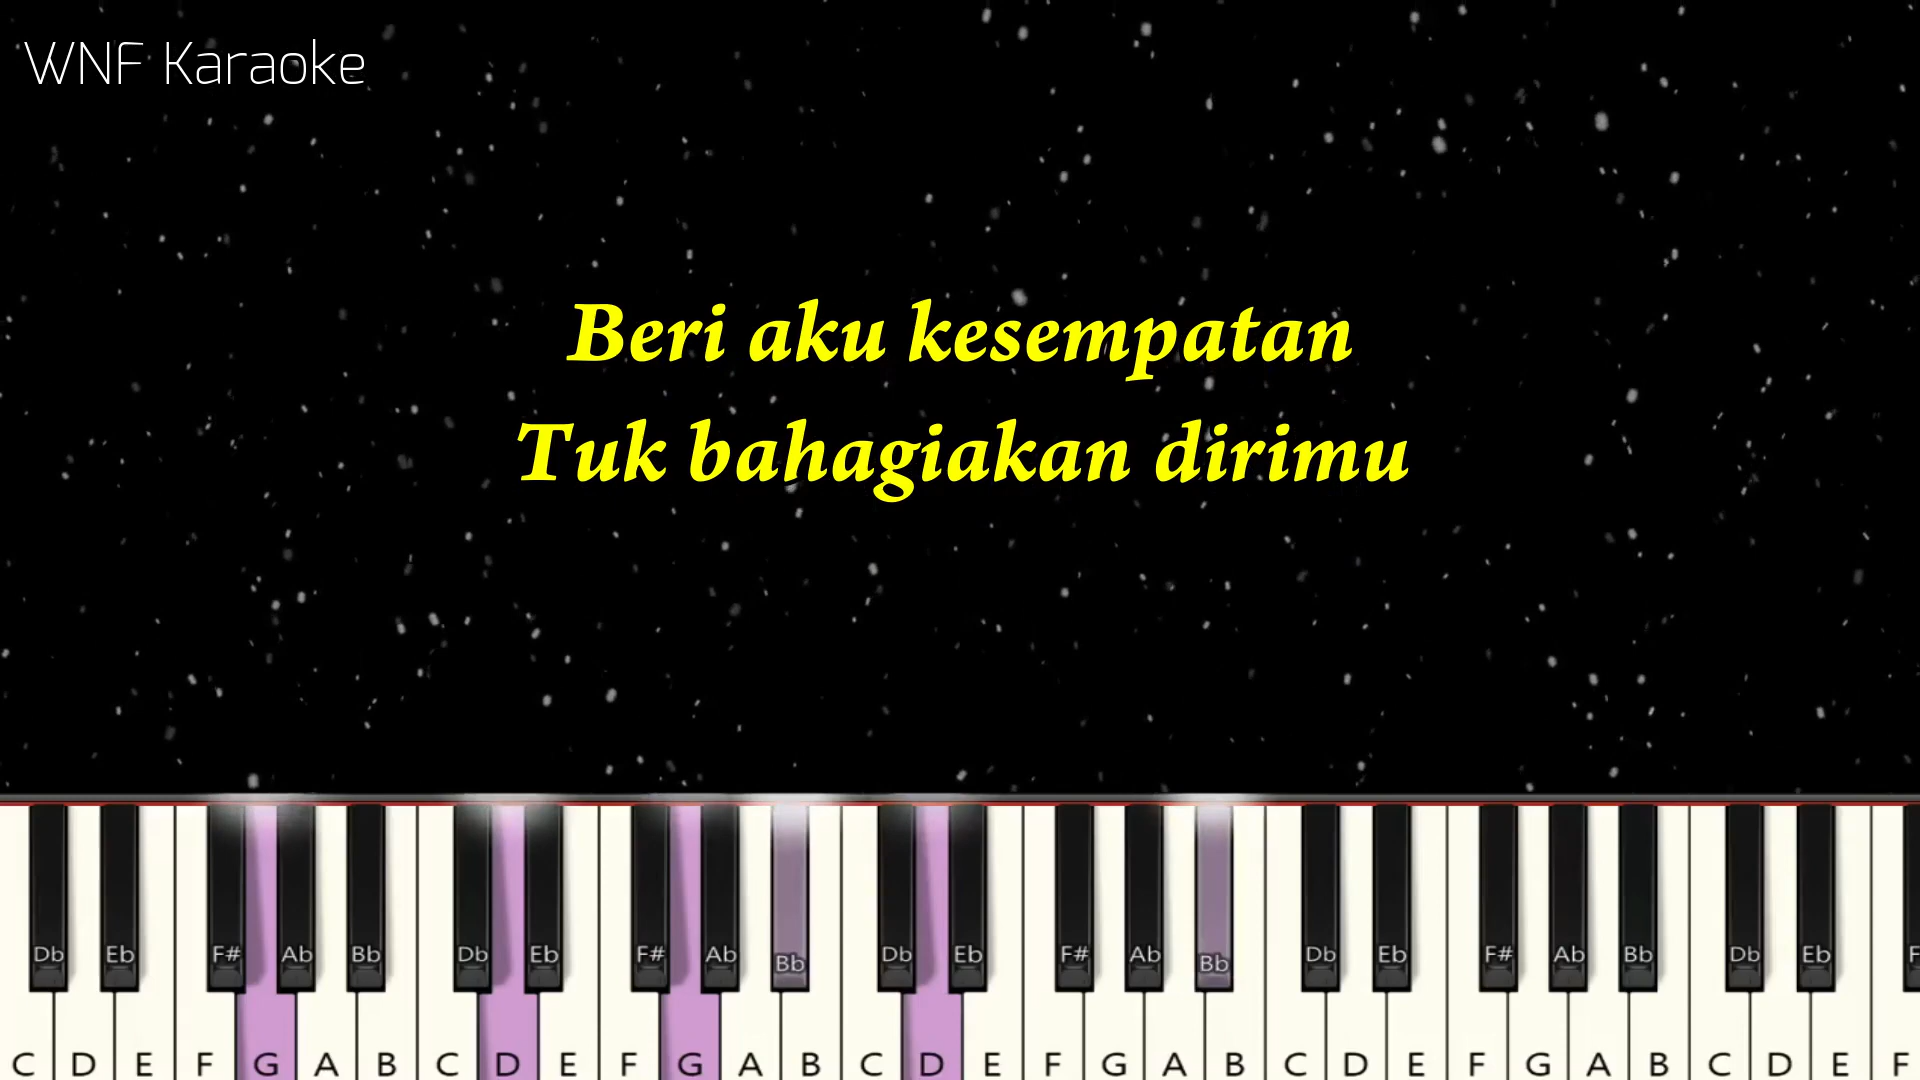 WNF Karaoke
Beri aku kesempatan
Tuk bahagiakan dirimu
Db Eb F# Ab Bb Db Eb F# Ab Bb Db Eb F# Ab Bb Db Eb F# Ab Bb Db Eb F
C D E F G A B C D E F G A B C D E F G A B C D E F G A B C D E F